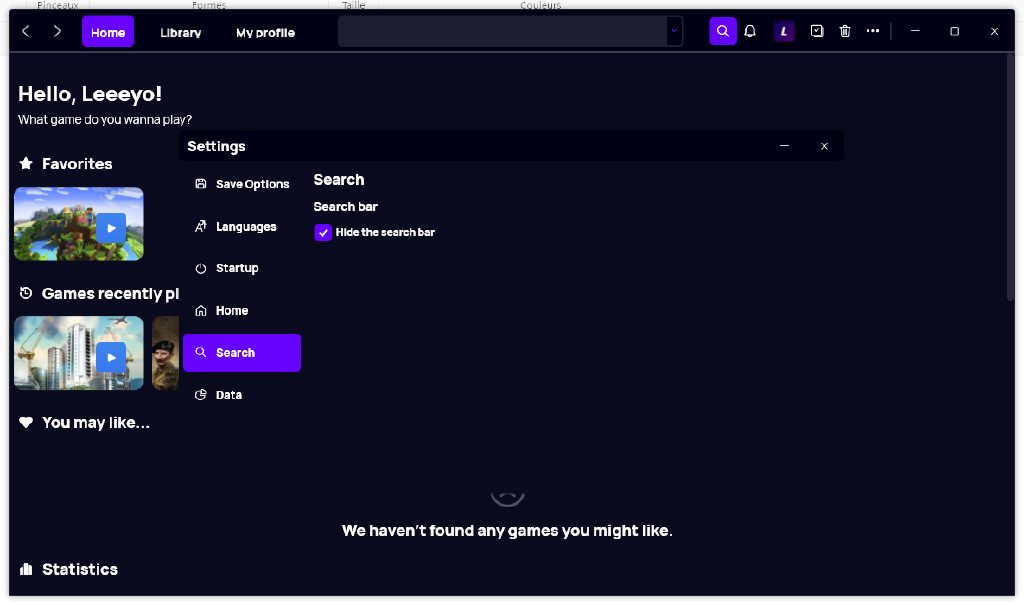 Pinceaux
Formes
Taille
Couleurs
Home
Library
My profile
L
Hello, Leeeyo!
What game do you wanna play?
Settings
Favorites
Save Options
Search
Search bar
Languages
Hide the search bar
Startup
Games recently pl
Home
Search
Data
You may like...
We haven't found any games you might like.
Statistics